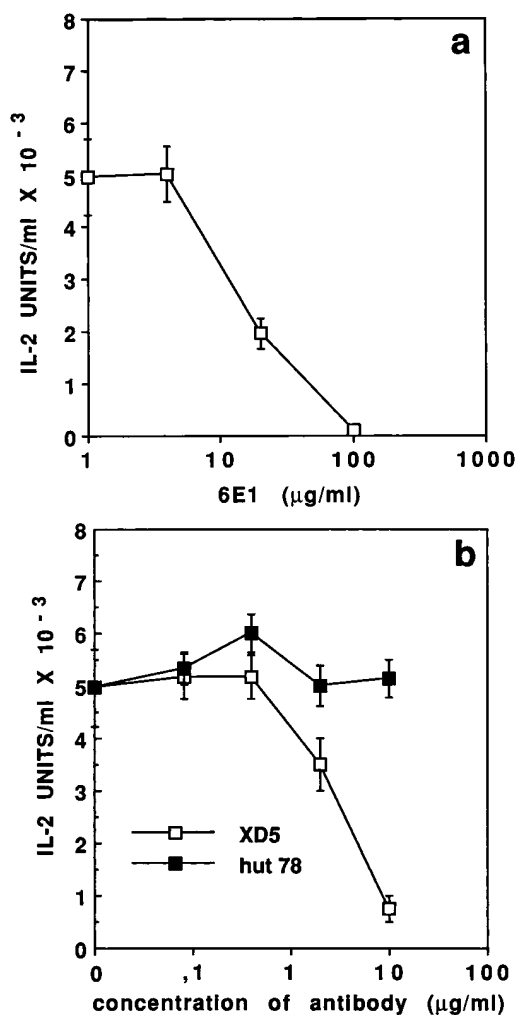 a
8
7
6
5
4
3
2
1
0
IL-2 UNITS/ml X 10 - 3
1 10 100 1000
6E1 (µg/ml)
b
8
7
6
5
4
3
2
1
0
IL-2 UNITS/ml X 10 - 3
XD5
hut 78
0 ,1 1 10 100
concentration of antibody (µg/ml)